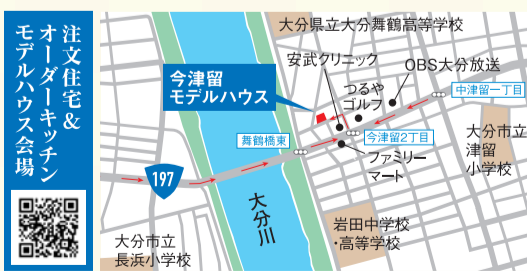 注文住宅&
オーダーキッチン
モデルハウス会場
大分県立大分舞鶴高等学校
安武クリニック
OBS大分放送
今津留
モデルハウス
つるや
ゴルフ
中津留一丁目
舞鶴橋東
今津留2丁目
ファミリー
マート
大分市立
津留
小学校
197
大分川
岩田中学校
・高等学校
大分市立
長浜小学校